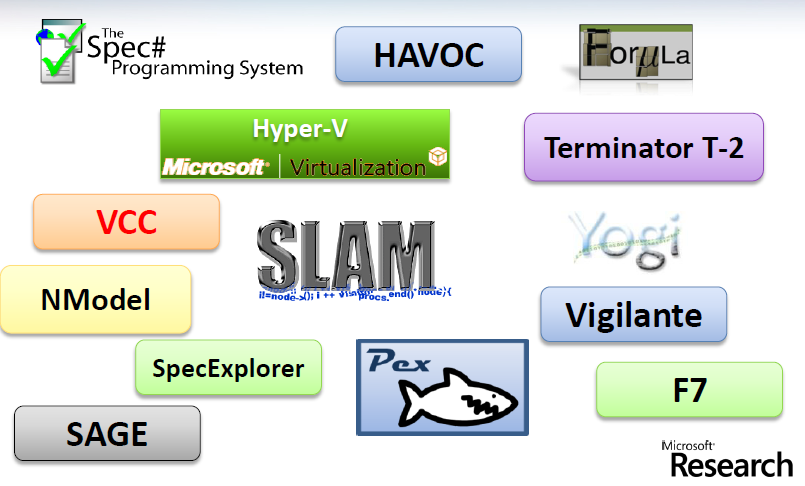 The
Spec#
Programming System
HAVOC
ForμLa
Hyper-V
Microsoft® | Virtualization
Terminator T-2
VCC
SLAM
Yogi
NModel
Vigilante
SpecExplorer
Pex
F7
SAGE
Microsoft®
Research